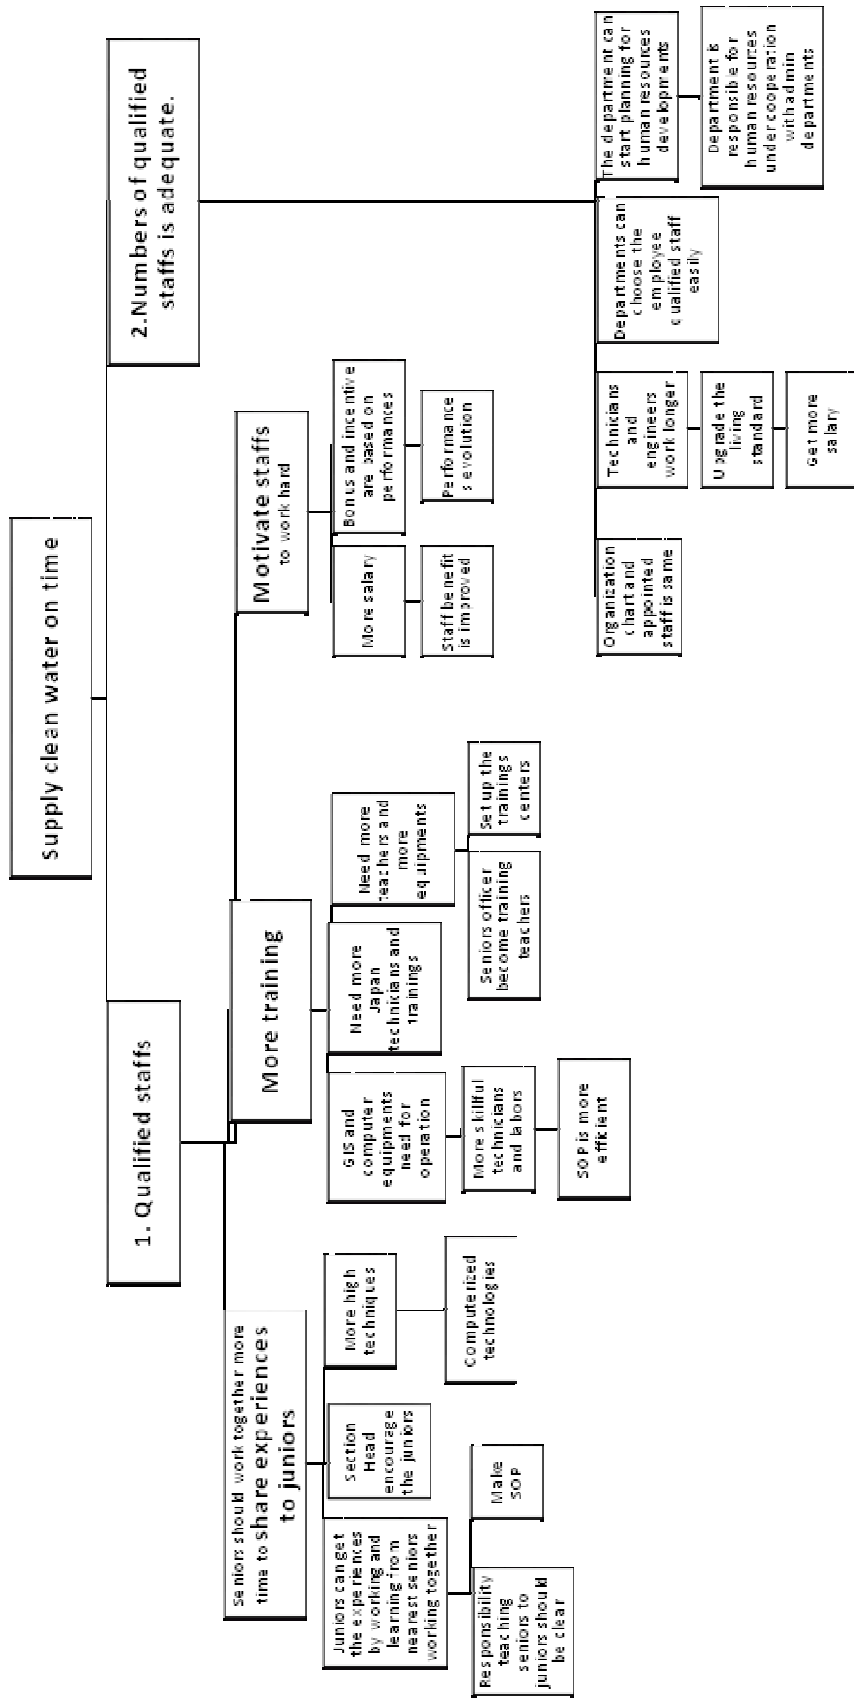 Supply clean water on time
1. Qualified staffs
2.Numbers of qualified
staffs is adequate.
Seniors should work together more
time to share experiences
to juniors
More training
Motivate staffs
to work hard
Juniors can get
the experiences
by working and
learning from
nearest seniors
working together
Section
Head
encourage
the juniors
More high
techniques
GIS and
computer
equipments
need for
operation
Need more
Japan
technicians and
trainings
Need more
teachers and
more
equipments
More salary
Bonus and incentive
are based on
performances
Responsibility
teaching
seniors to
juniors should
be clear
Make
SOP
Computerized
technologies
More skillful
technicians
and labors
SOP is more
efficient
Seniors officer
become training
teachers
Set up the
trainings
centers
Staff benefit
is improved
Performance
s evolution
Organization
chart and
appointed
staff is same
Technicians
and
engineers
work longer
Upgrade the
living
standard
Get more
salary
Departments can
choose the
employee
qualified staff
easily
The department can
start planning for
human resources
developments
Department is
responsible for
human resources
under cooperation
with admin
departments